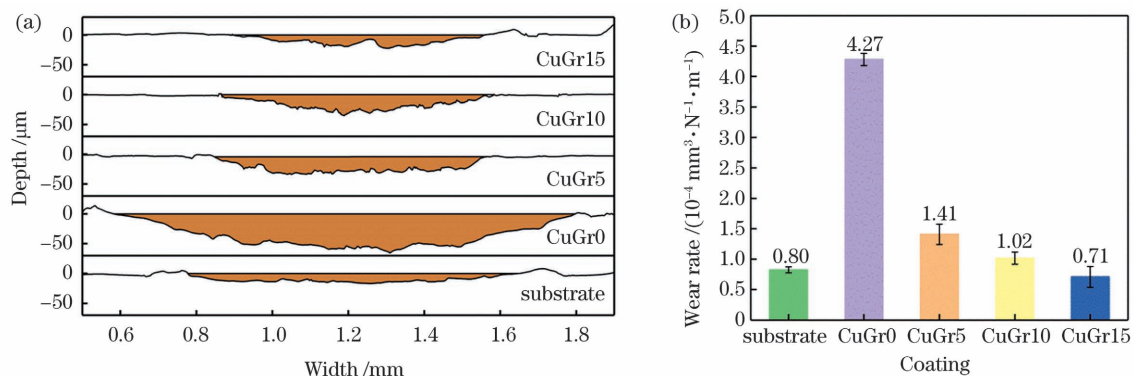 (a)
0
−50
CuGr15
0
−50
CuGr10
0
−50
CuGr5
0
−50
CuGr0
0
−50
substrate
Depth /μm
0.6 0.8 1.0 1.2 1.4 1.6 1.8
Width /mm
(b)
Wear rate /(10⁻⁴ mm³·N⁻¹·m⁻¹)
5.0
4.5
4.0
3.5
3.0
2.5
2.0
1.5
1.0
0.5
0
0.80
4.27
1.41
1.02
0.71
substrate CuGr0 CuGr5 CuGr10 CuGr15
Coating